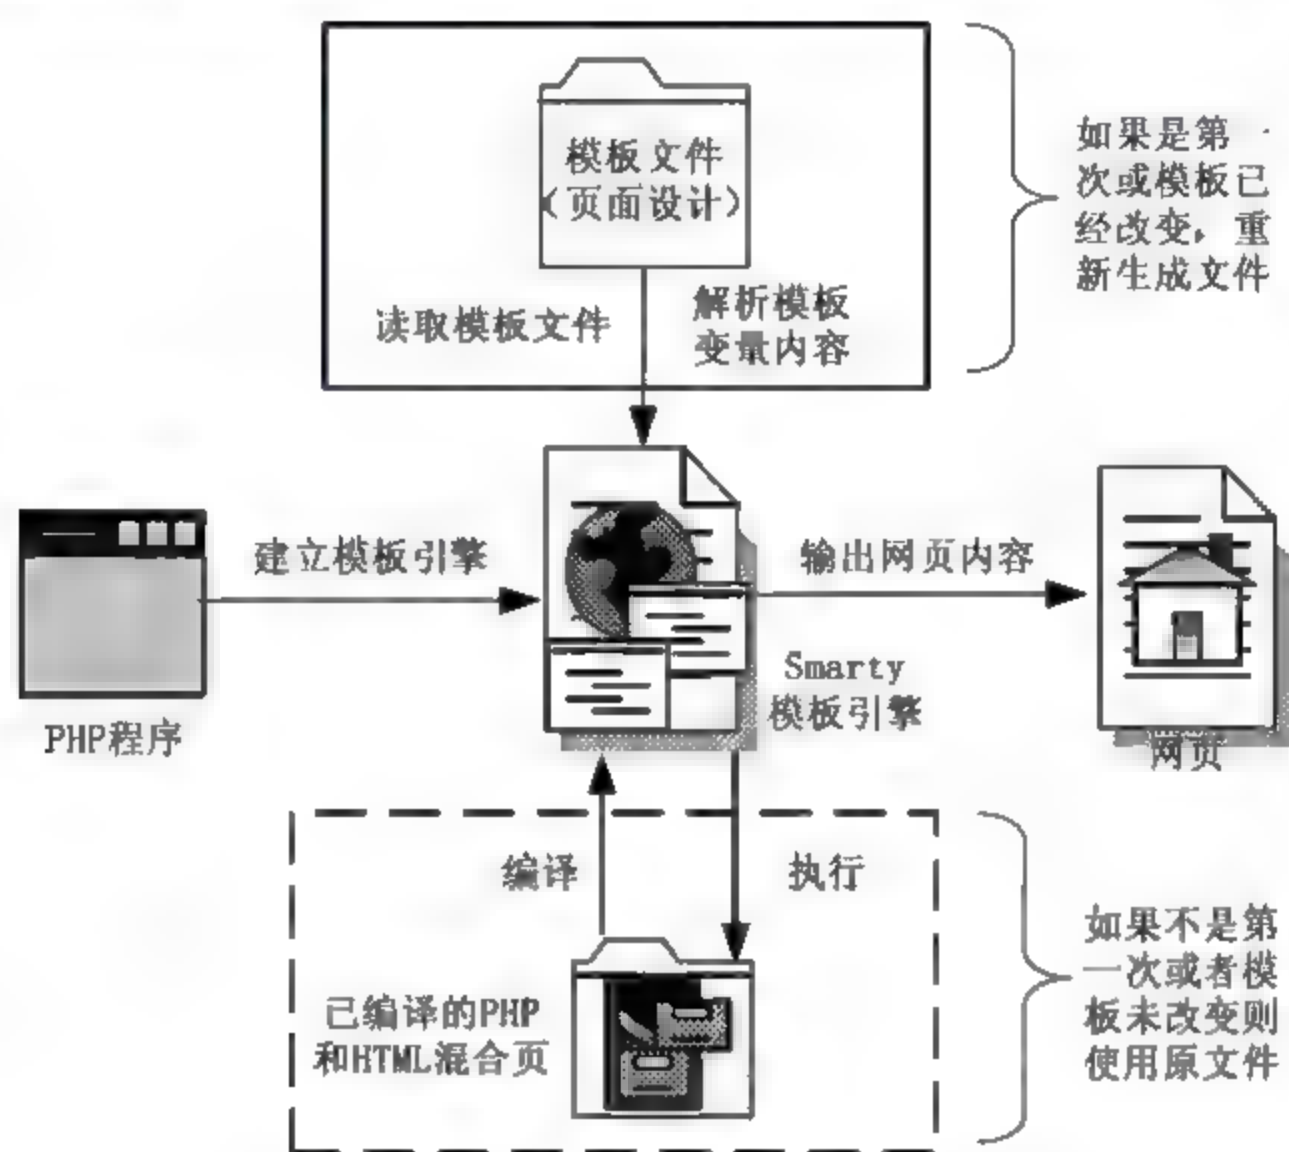 模板文件
(页面设计)
读取模板文件
解析模板
变量内容
如果是第一
次或模板已
经改变，重
新生成文件
建立模板引擎
输出网页内容
PHP程序
Smarty
模板引擎
网页
编译
执行
已编译的PHP
和HTML混合页
如果不是第
一次或者模
板未改变则
使用原文件